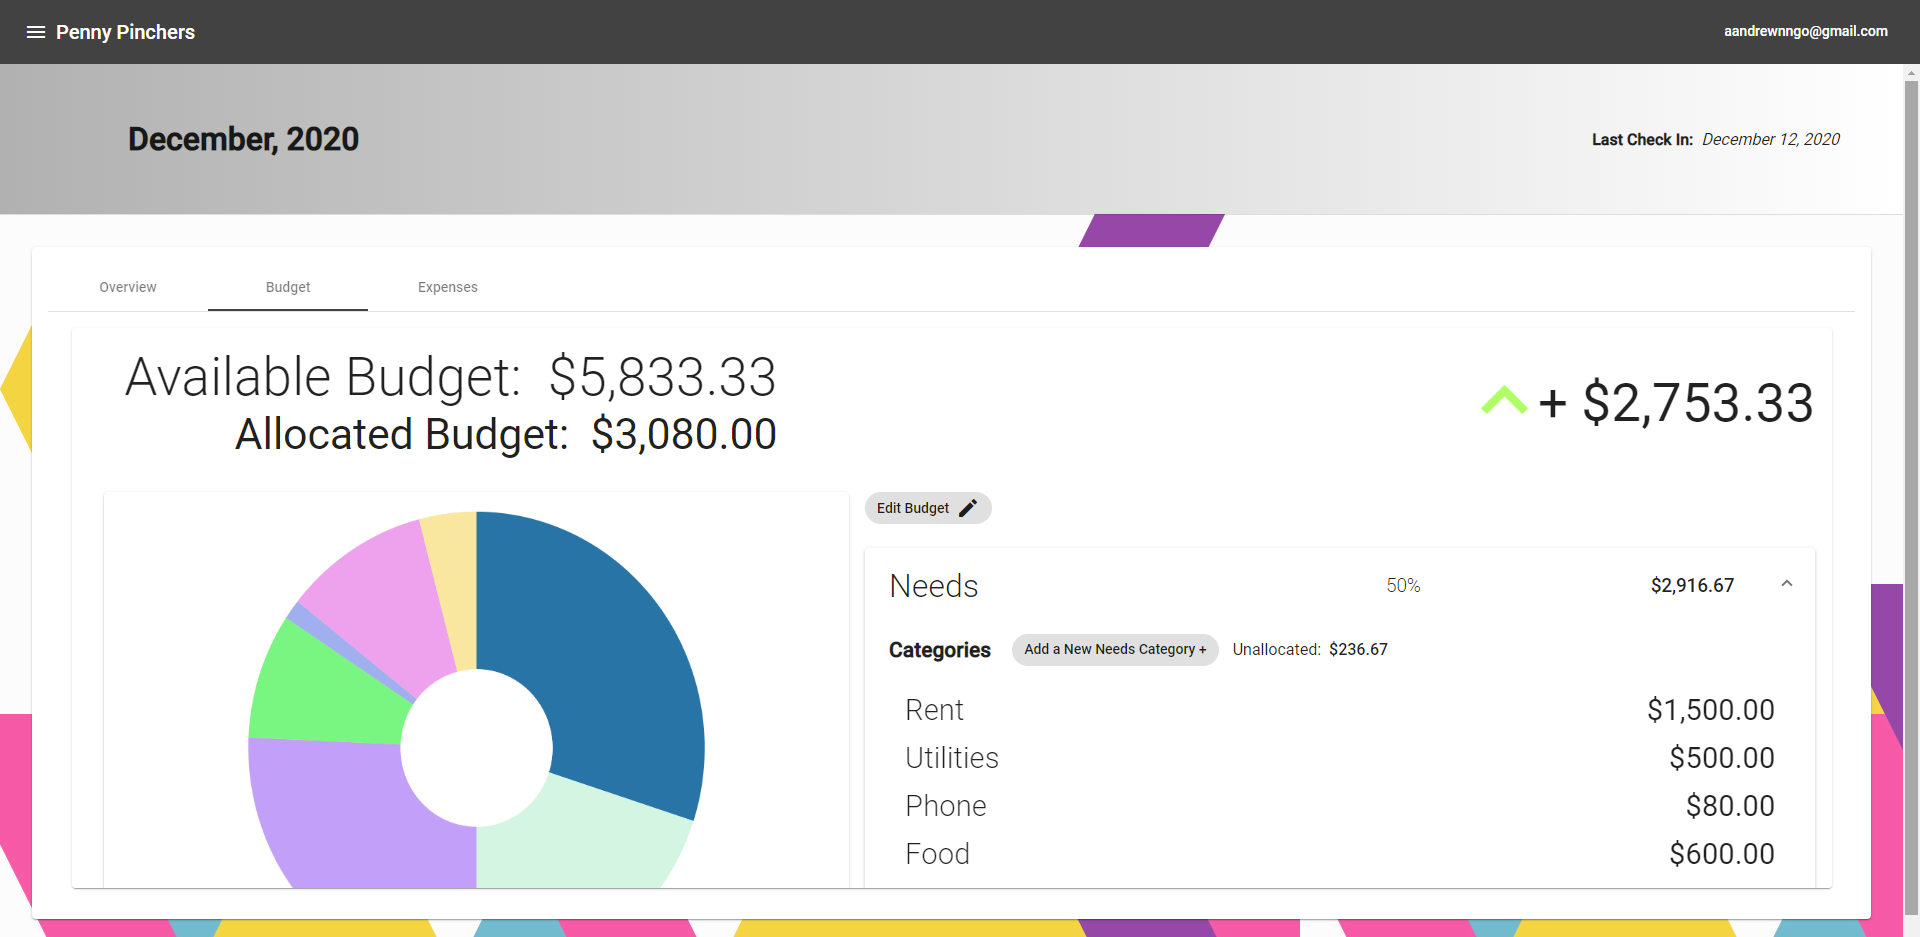 Penny Pinchers
aandrewnngo@gmail.com
December, 2020
Last Check In: December 12, 2020
Overview Budget Expenses
Available Budget: $5,833.33
Allocated Budget: $3,080.00
+ $2,753.33
Edit Budget
Needs 50% $2,916.67
Categories Add a New Needs Category + Unallocated: $236.67
Rent $1,500.00
Utilities $500.00
Phone $80.00
Food $600.00